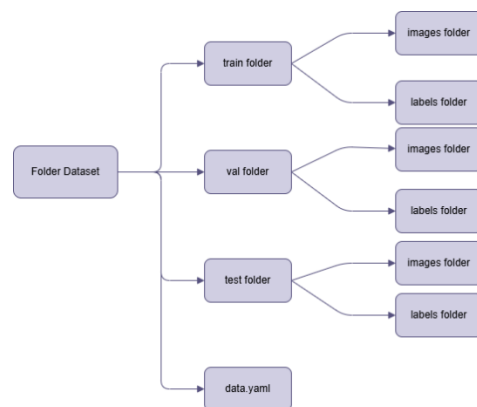 Folder Dataset
train folder
images folder
labels folder
val folder
images folder
labels folder
test folder
images folder
labels folder
data.yaml